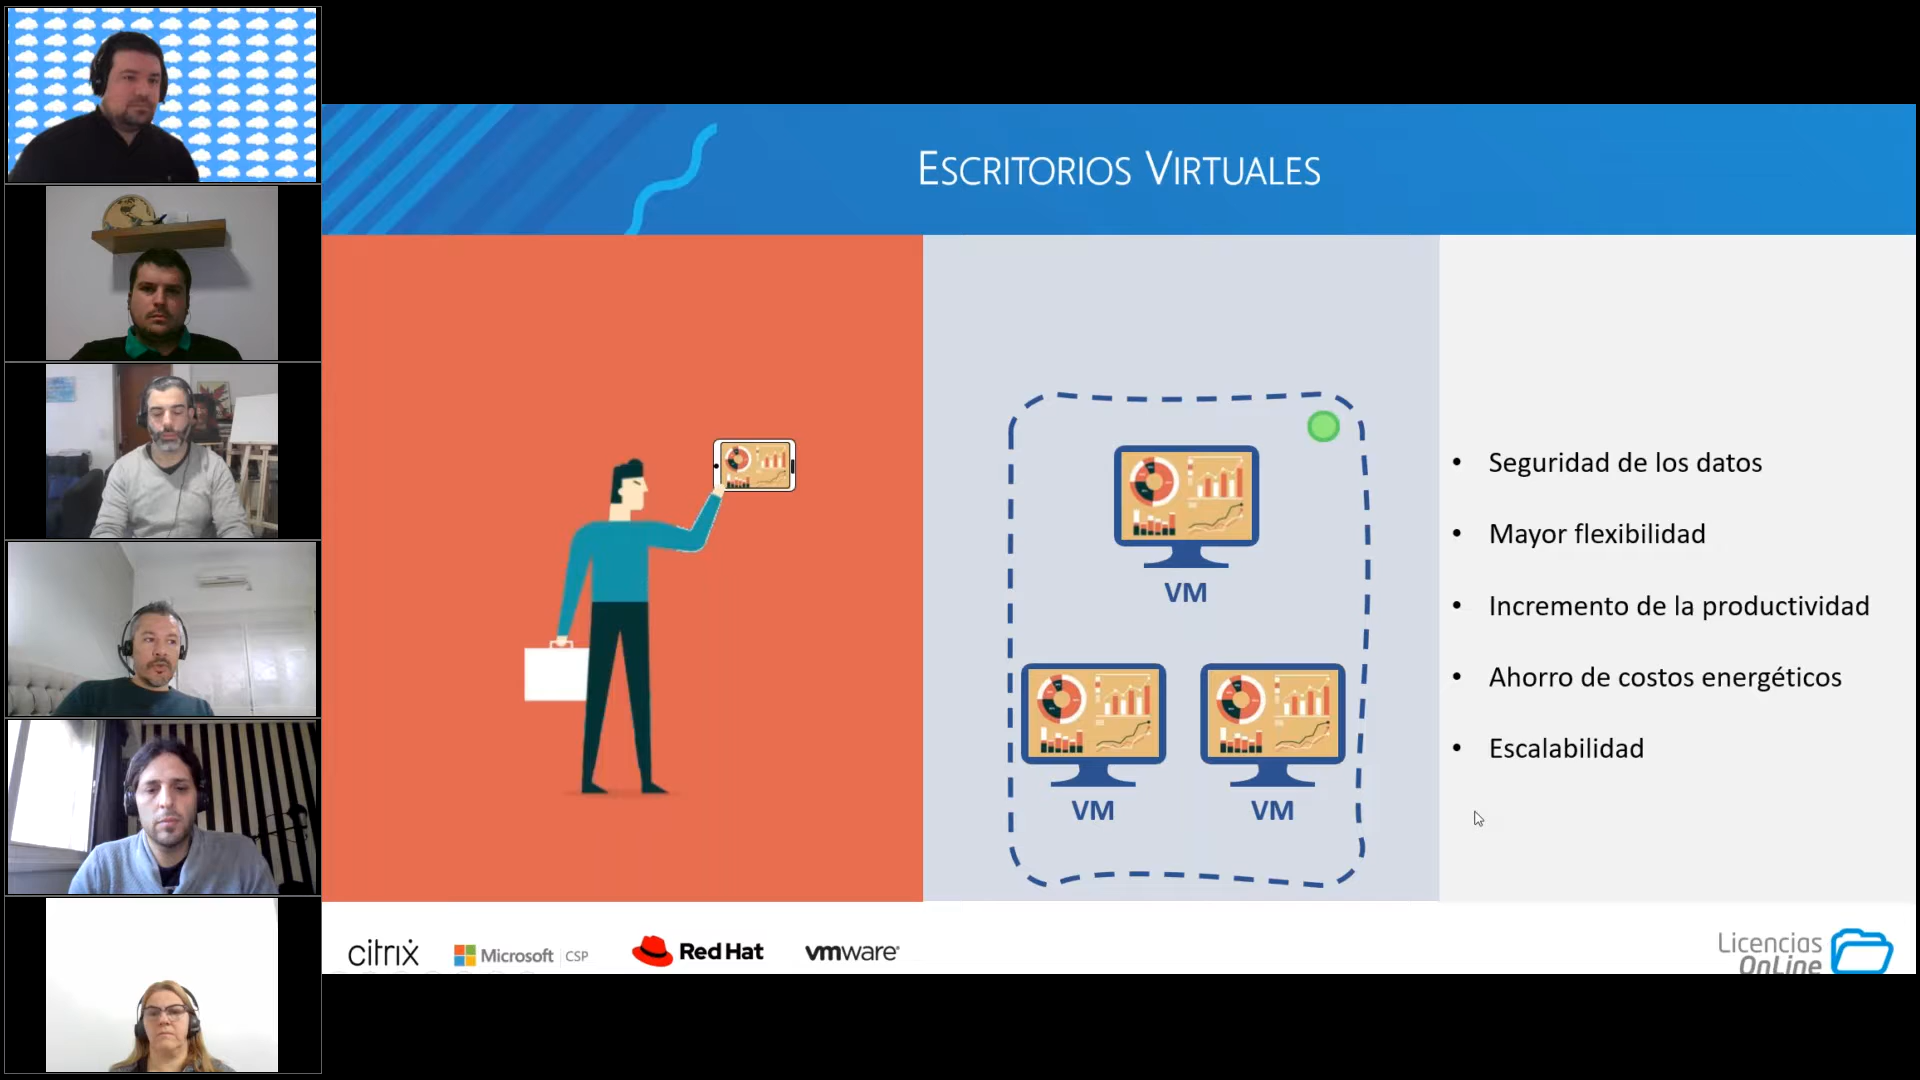 Escritorios Virtuales
VM
VM
VM
• Seguridad de los datos
• Mayor flexibilidad
• Incremento de la productividad
• Ahorro de costos energéticos
• Escalabilidad
citrix
Microsoft | CSP
Red Hat
vmware
Licencias
OnLine